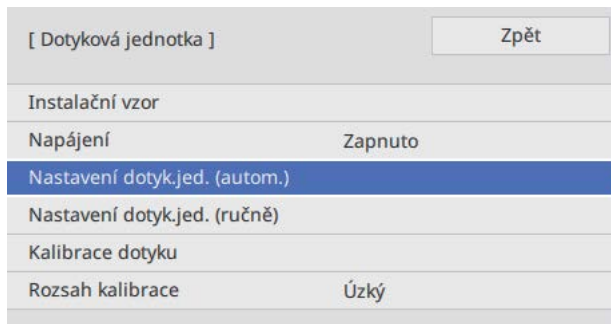 [ Dotyková jednotka ] Zpět
Instalační vzor
Napájení Zapnuto
Nastavení dotyk.jed. (autom.)
Nastavení dotyk.jed. (ručně)
Kalibrace dotyku
Rozsah kalibrace Úzký